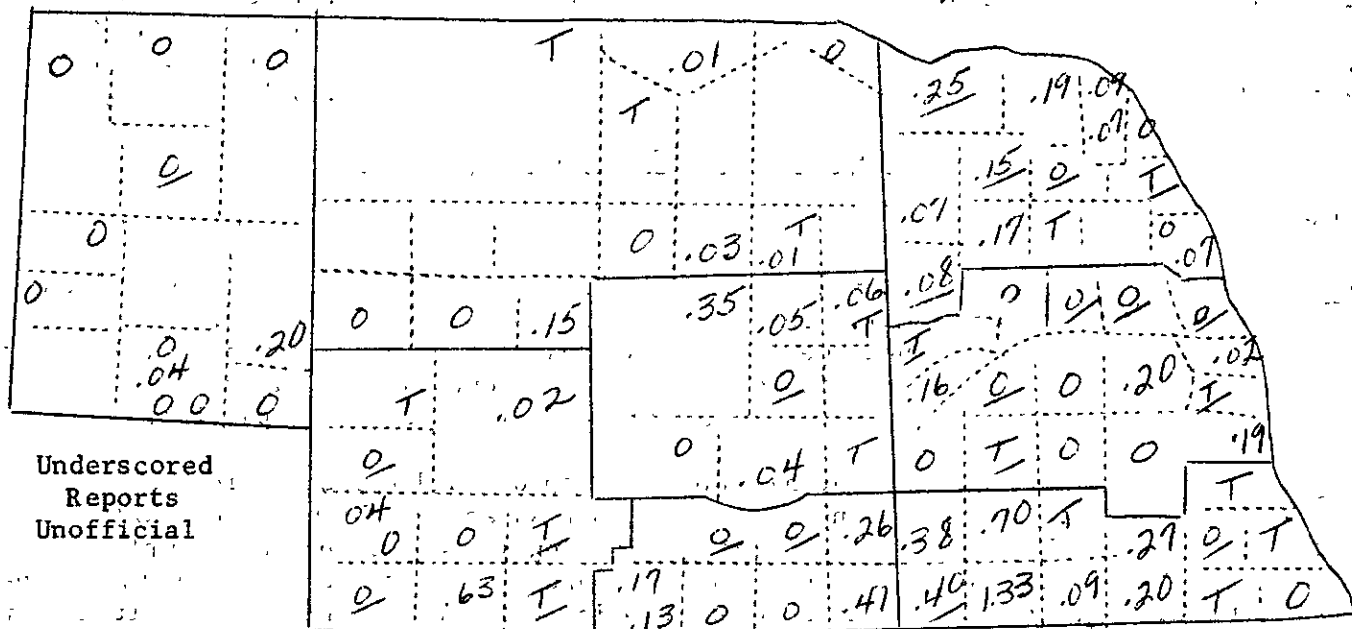 0 0 0 T .01 0 .25 .19 .09
T .07 0
0 .15 0 T
0 0 .03 T .01 .07 .17 T 0 .07
0 0 0 .15 .35 .05 .06 T .08 0 0 0 0
.0 .20 T .02
.04 T .02 0 .16 0 0 .20 T
0 0 0
0 0 .04 T 0 T 0 0 .19
Underscored
Reports
Unofficial
04 0 0 T 0 0 .26 .38 .70 T .27 0 T T
0 .63 T .17 .13 0 0 .41 .40 1.33 .09 .20 T 0